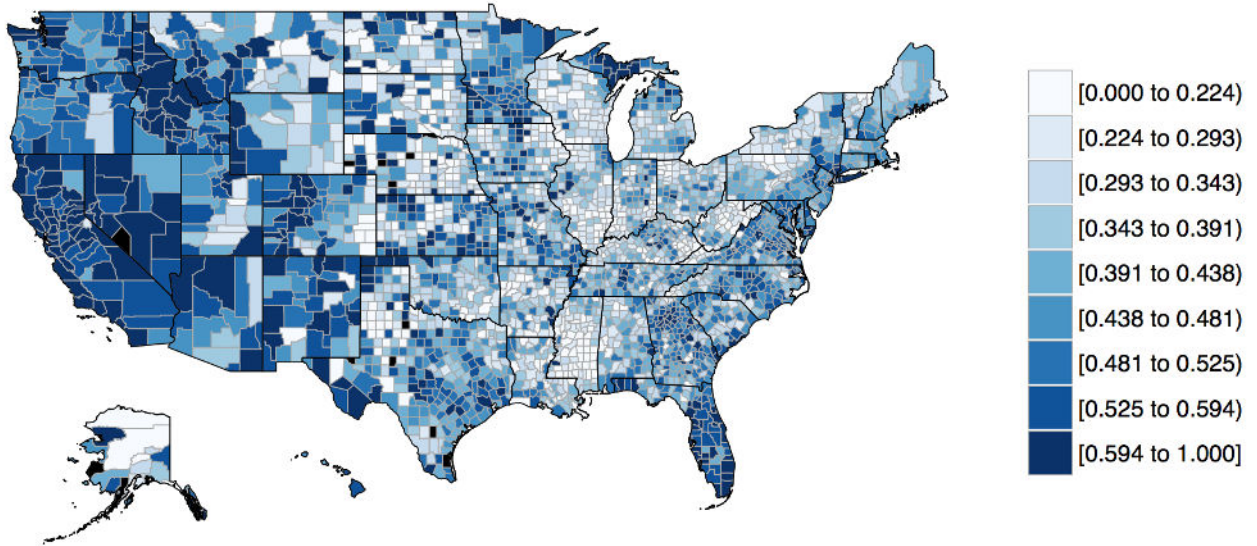 [0.000 to 0.224)
[0.224 to 0.293)
[0.293 to 0.343)
[0.343 to 0.391)
[0.391 to 0.438)
[0.438 to 0.481)
[0.481 to 0.525)
[0.525 to 0.594)
[0.594 to 1.000]